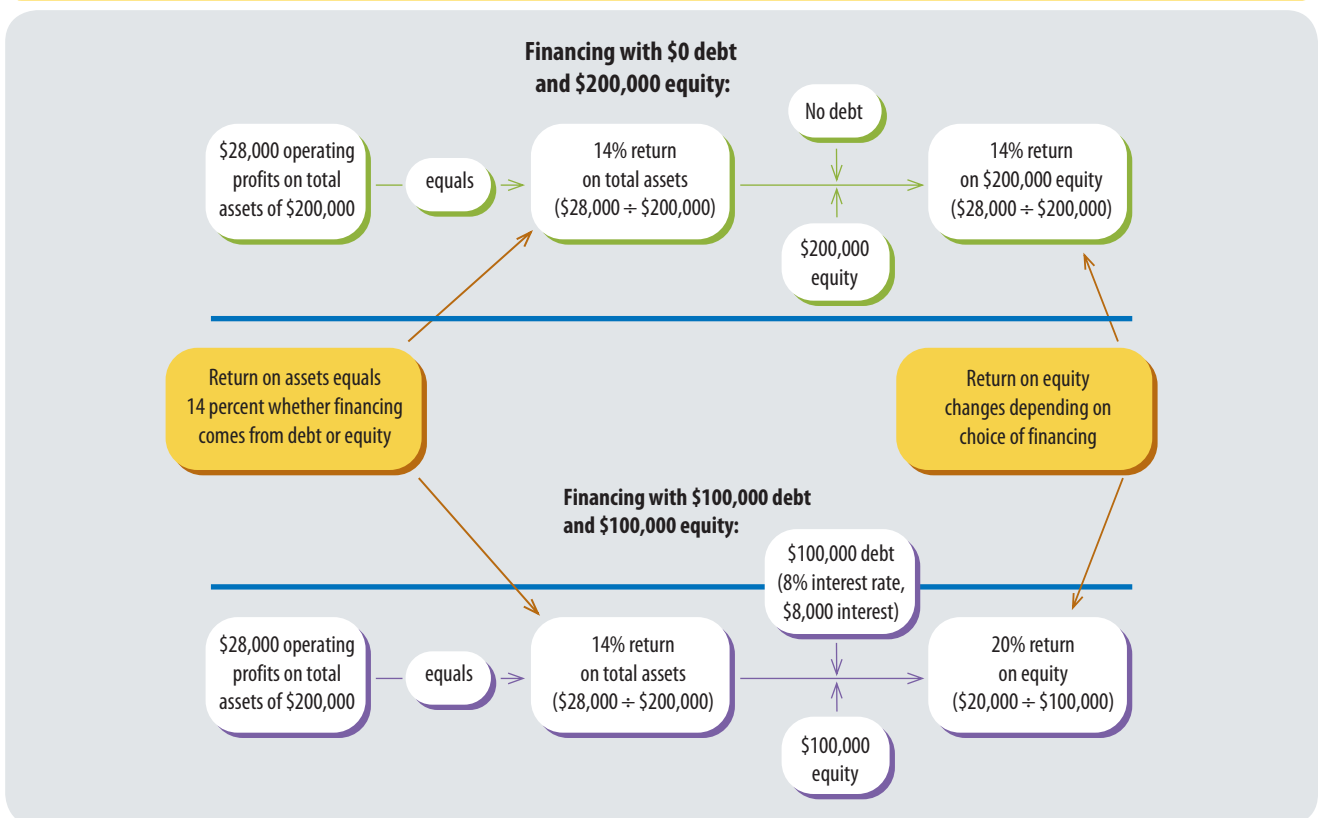 Financing with $0 debt
and $200,000 equity:
$28,000 operating
profits on total
assets of $200,000
equals
14% return
on total assets
($28,000 ÷ $200,000)
No debt
$200,000
equity
14% return
on $200,000 equity
($28,000 ÷ $200,000)
Return on assets equals
14 percent whether financing
comes from debt or equity
Return on equity
changes depending on
choice of financing
Financing with $100,000 debt
and $100,000 equity:
$28,000 operating
profits on total
assets of $200,000
equals
14% return
on total assets
($28,000 ÷ $200,000)
$100,000 debt
(8% interest rate,
$8,000 interest)
$100,000
equity
20% return
on equity
($20,000 ÷ $100,000)